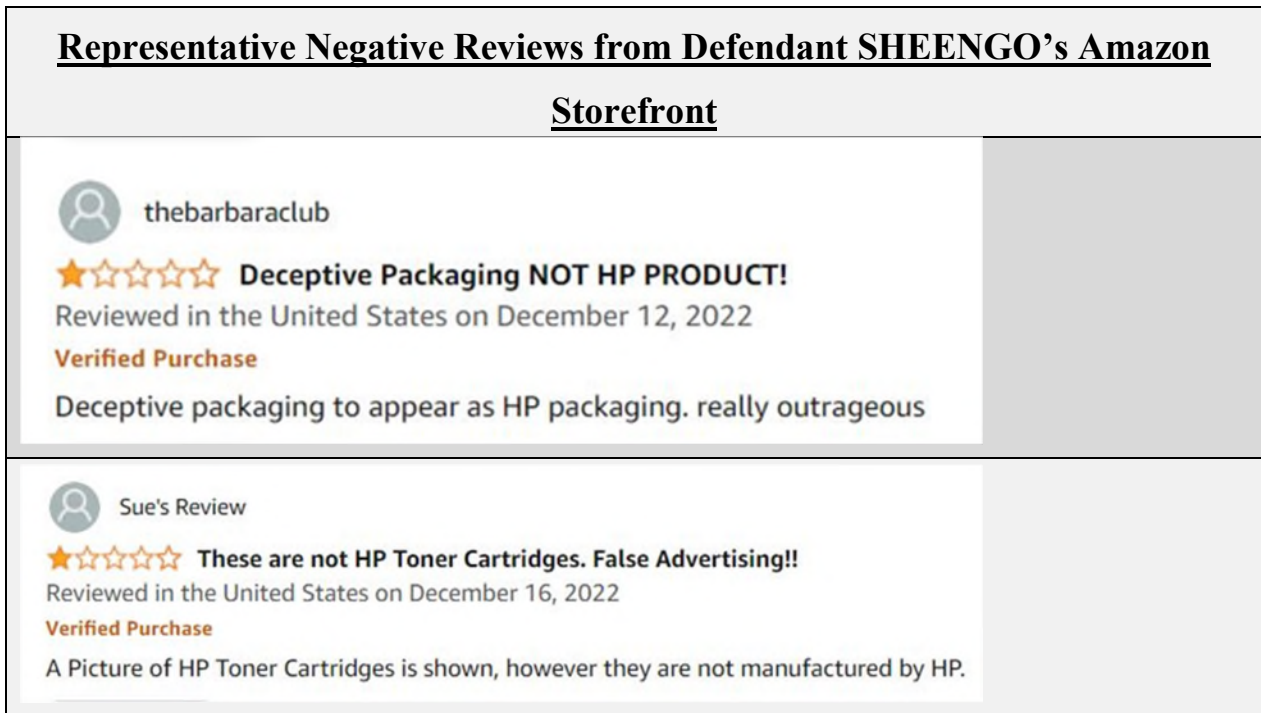 Representative Negative Reviews from Defendant SHEENGO’s Amazon
Storefront
thebarbaraclub
Deceptive Packaging NOT HP PRODUCT!
Reviewed in the United States on December 12, 2022
Verified Purchase
Deceptive packaging to appear as HP packaging. really outrageous
Sue's Review
These are not HP Toner Cartridges. False Advertising!!
Reviewed in the United States on December 16, 2022
Verified Purchase
A Picture of HP Toner Cartridges is shown, however they are not manufactured by HP.